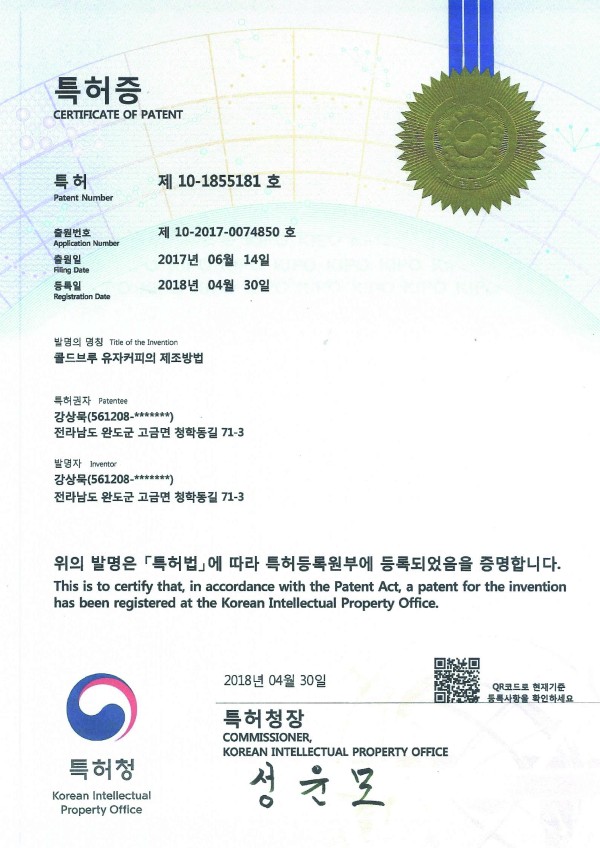 특허증
CERTIFICATE OF PATENT
특허 제 10-1855181 호
Patent Number
출원번호 제 10-2017-0074850 호
Application Number
출원일 2017년 06월 14일
Filing Date
등록일 2018년 04월 30일
Registration Date
발명의 명칭 Title of the Invention
콜드브루 유자커피의 제조방법
특허권자 Patentee
강상묵(561208-*******)
전라남도 완도군 고금면 청학동길 71-3
발명자 Inventor
강상묵(561208-*******)
전라남도 완도군 고금면 청학동길 71-3
위의 발명은 「특허법」에 따라 특허등록원부에 등록되었음을 증명합니다.
This is to certify that, in accordance with the Patent Act, a patent for the invention
has been registered at the Korean Intellectual Property Office.
2018년 04월 30일
QR코드로 현재기준
등록사항을 확인하세요
특허청장
COMMISSIONER,
KOREAN INTELLECTUAL PROPERTY OFFICE
성윤모
특허청
Korean Intellectual
Property Office